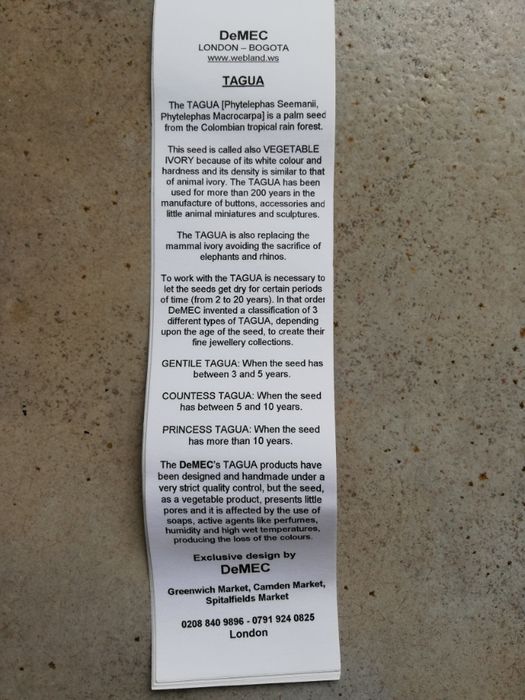 DeMEC
LONDON – BOGOTA
www.webland.ws
TAGUA
The TAGUA [Phytelephas Seemanii,
Phytelephas Macrocarpa] is a palm seed
from the Colombian tropical rain forest.
This seed is called also VEGETABLE
IVORY because of its white colour and
hardness and its density is similar to that
of animal ivory. The TAGUA has been
used for more than 200 years in the
manufacture of buttons, accessories and
little animal miniatures and sculptures.
The TAGUA is also replacing the
mammal ivory avoiding the sacrifice of
elephants and rhinos.
To work with the TAGUA is necessary to
let the seeds get dry for certain periods
of time (from 2 to 20 years). In that order
DeMEC invented a classification of 3
different types of TAGUA, depending
upon the age of the seed, to create their
fine jewellery collections.
GENTILE TAGUA: When the seed has
between 3 and 5 years.
COUNTESS TAGUA: When the seed
has between 5 and 10 years.
PRINCESS TAGUA: When the seed
has more than 10 years.
The DeMEC's TAGUA products have
been designed and handmade under a
very strict quality control, but the seed,
as a vegetable product, presents little
pores and it is affected by the use of
soaps, active agents like perfumes,
humidity and high wet temperatures,
producing the loss of the colours.
Exclusive design by
DeMEC
Greenwich Market, Camden Market,
Spitalfields Market
0208 840 9896 - 0791 924 0825
London